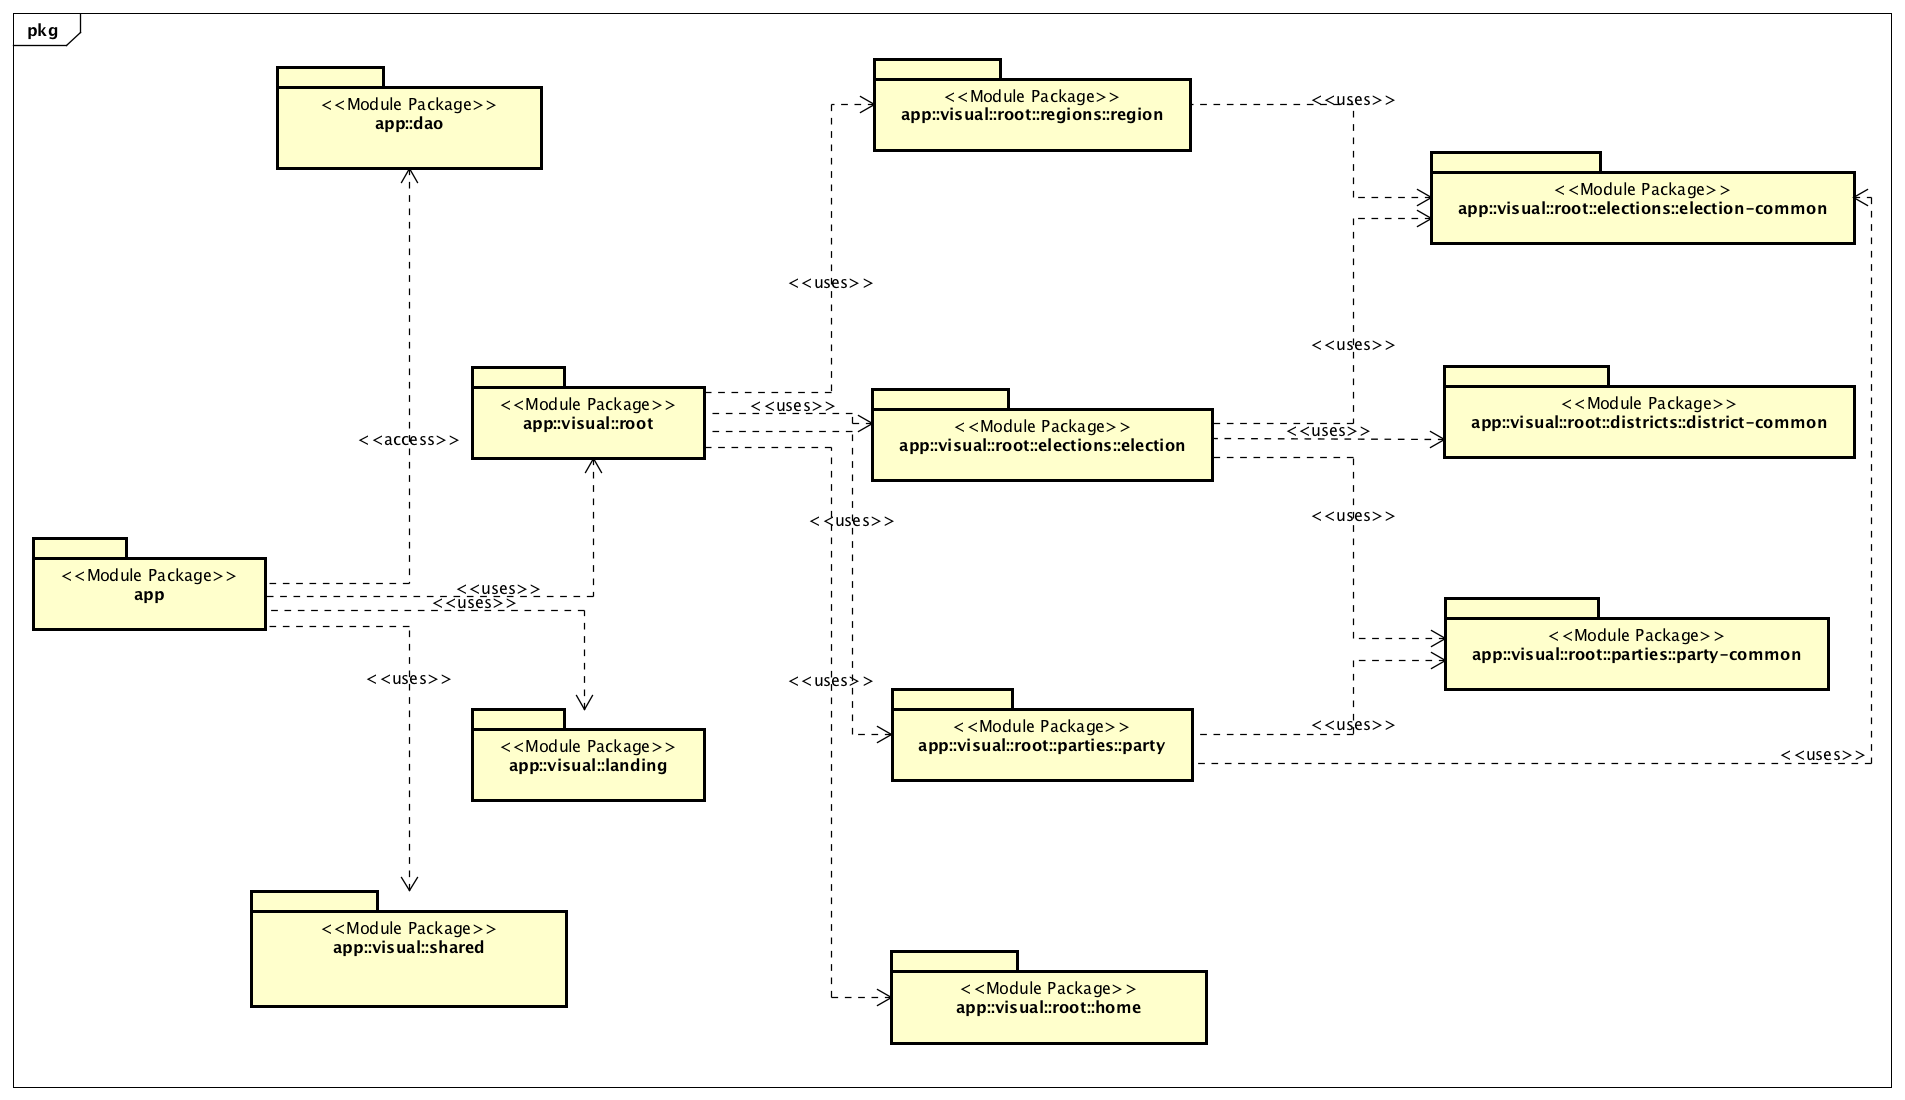 pkg
<<Module Package>>
app::dao
<<Module Package>>
app::visual::root::regions::region
<<uses>>
<<Module Package>>
app::visual::root::elections::election-common
<<uses>>
<<uses>>
<<Module Package>>
app::visual::root
<<uses>>
<<Module Package>>
app::visual::root::elections::election
<<uses>>
<<Module Package>>
app::visual::root::districts::district-common
<<access>>
<<uses>>
<<uses>>
<<Module Package>>
app
<<uses>>
<<uses>>
<<Module Package>>
app::visual::root::parties::party-common
<<uses>>
<<uses>>
<<Module Package>>
app::visual::landing
<<Module Package>>
app::visual::root::parties::party
<<uses>>
<<uses>>
<<Module Package>>
app::visual::shared
<<Module Package>>
app::visual::root::home